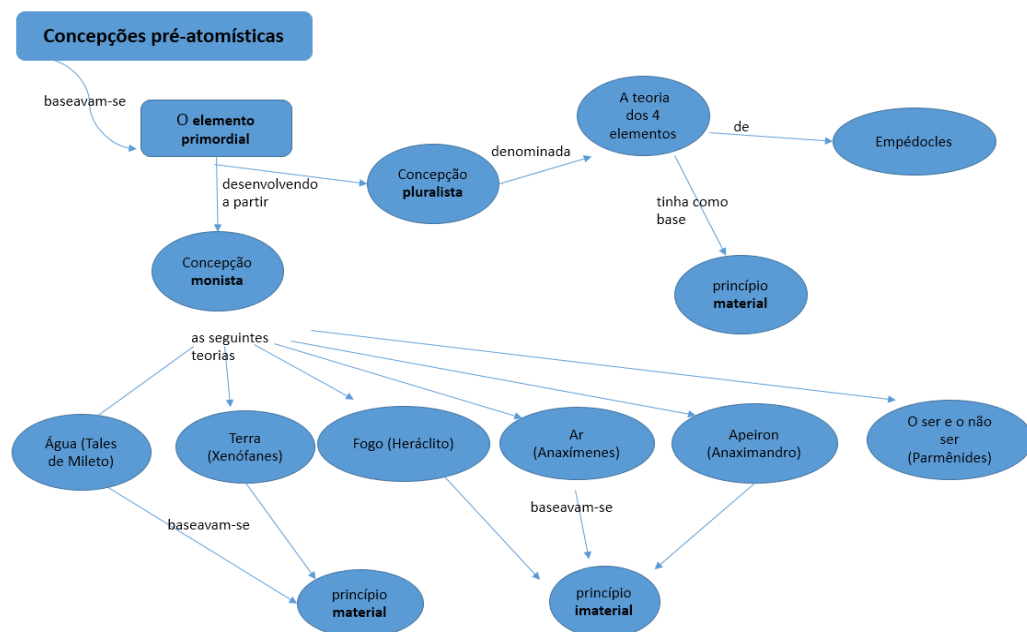 Concepções pré-atomísticas
baseavam-se
O elemento
primordial
desenvolvendo
a partir
Concepção
pluralista
denominada
A teoria
dos 4
elementos
de
Empédocles
tinha como
base
princípio
material
Concepção
monista
as seguintes
teorias
Água (Tales
de Mileto)
Terra
(Xenófanes)
Fogo (Heráclito)
Ar
(Anaxímenes)
Apeiron
(Anaximandro)
O ser e o não
ser
(Parmênides)
baseavam-se
baseavam-se
princípio
material
princípio
imaterial